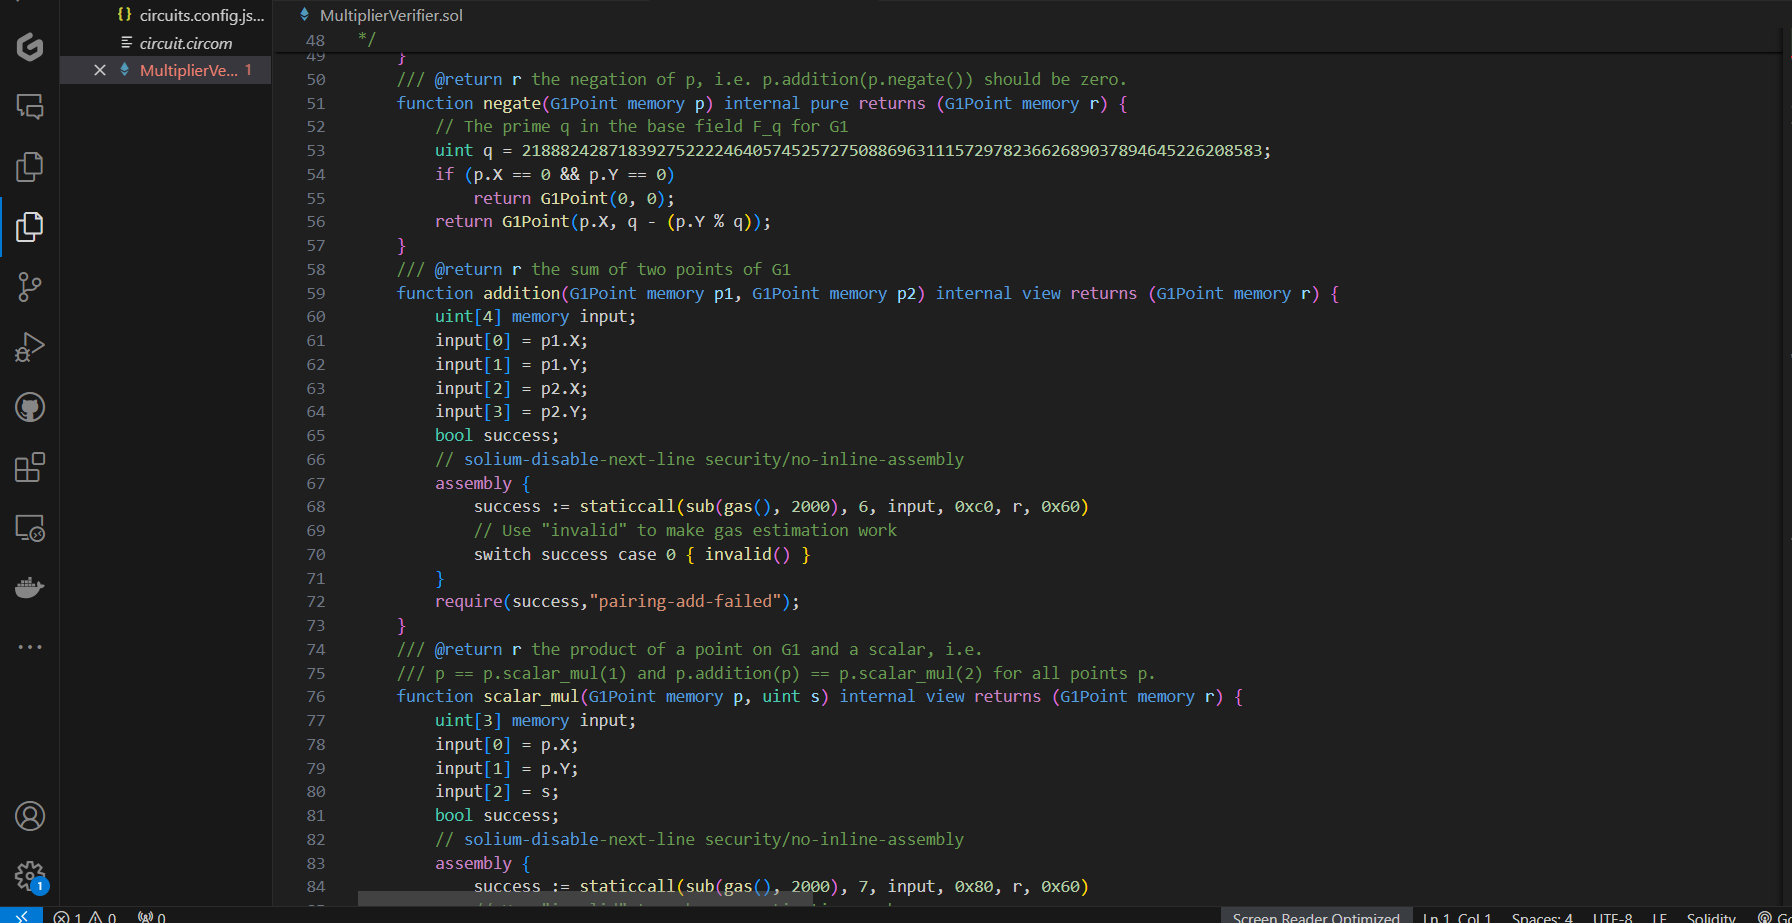 {} circuits.config.js...
circuit.circom
MultiplierVe... 1
MultiplierVerifier.sol
48 */
49 }
50 /// @return r the negation of p, i.e. p.addition(p.negate()) should be zero.
51 function negate(G1Point memory p) internal pure returns (G1Point memory r) {
52 // The prime q in the base field F_q for G1
53 uint q = 21888242871839275222246405745257275088696311157297823662689037894645226208583;
54 if (p.X == 0 && p.Y == 0)
55 return G1Point(0, 0);
56 return G1Point(p.X, q - (p.Y % q));
57 }
58 /// @return r the sum of two points of G1
59 function addition(G1Point memory p1, G1Point memory p2) internal view returns (G1Point memory r) {
60 uint[4] memory input;
61 input[0] = p1.X;
62 input[1] = p1.Y;
63 input[2] = p2.X;
64 input[3] = p2.Y;
65 bool success;
66 // solium-disable-next-line security/no-inline-assembly
67 assembly {
68 success := staticcall(sub(gas(), 2000), 6, input, 0xc0, r, 0x60)
69 // Use "invalid" to make gas estimation work
70 switch success case 0 { invalid() }
71 }
72 require(success,"pairing-add-failed");
73 }
74 /// @return r the product of a point on G1 and a scalar, i.e.
75 /// p == p.scalar_mul(1) and p.addition(p) == p.scalar_mul(2) for all points p.
76 function scalar_mul(G1Point memory p, uint s) internal view returns (G1Point memory r) {
77 uint[3] memory input;
78 input[0] = p.X;
79 input[1] = p.Y;
80 input[2] = s;
81 bool success;
82 // solium-disable-next-line security/no-inline-assembly
83 assembly {
84 success := staticcall(sub(gas(), 2000), 7, input, 0x80, r, 0x60)
1
1 0 0 Screen Reader Optimized Ln 1, Col 1 Spaces: 4 UTF-8 LF Solidity